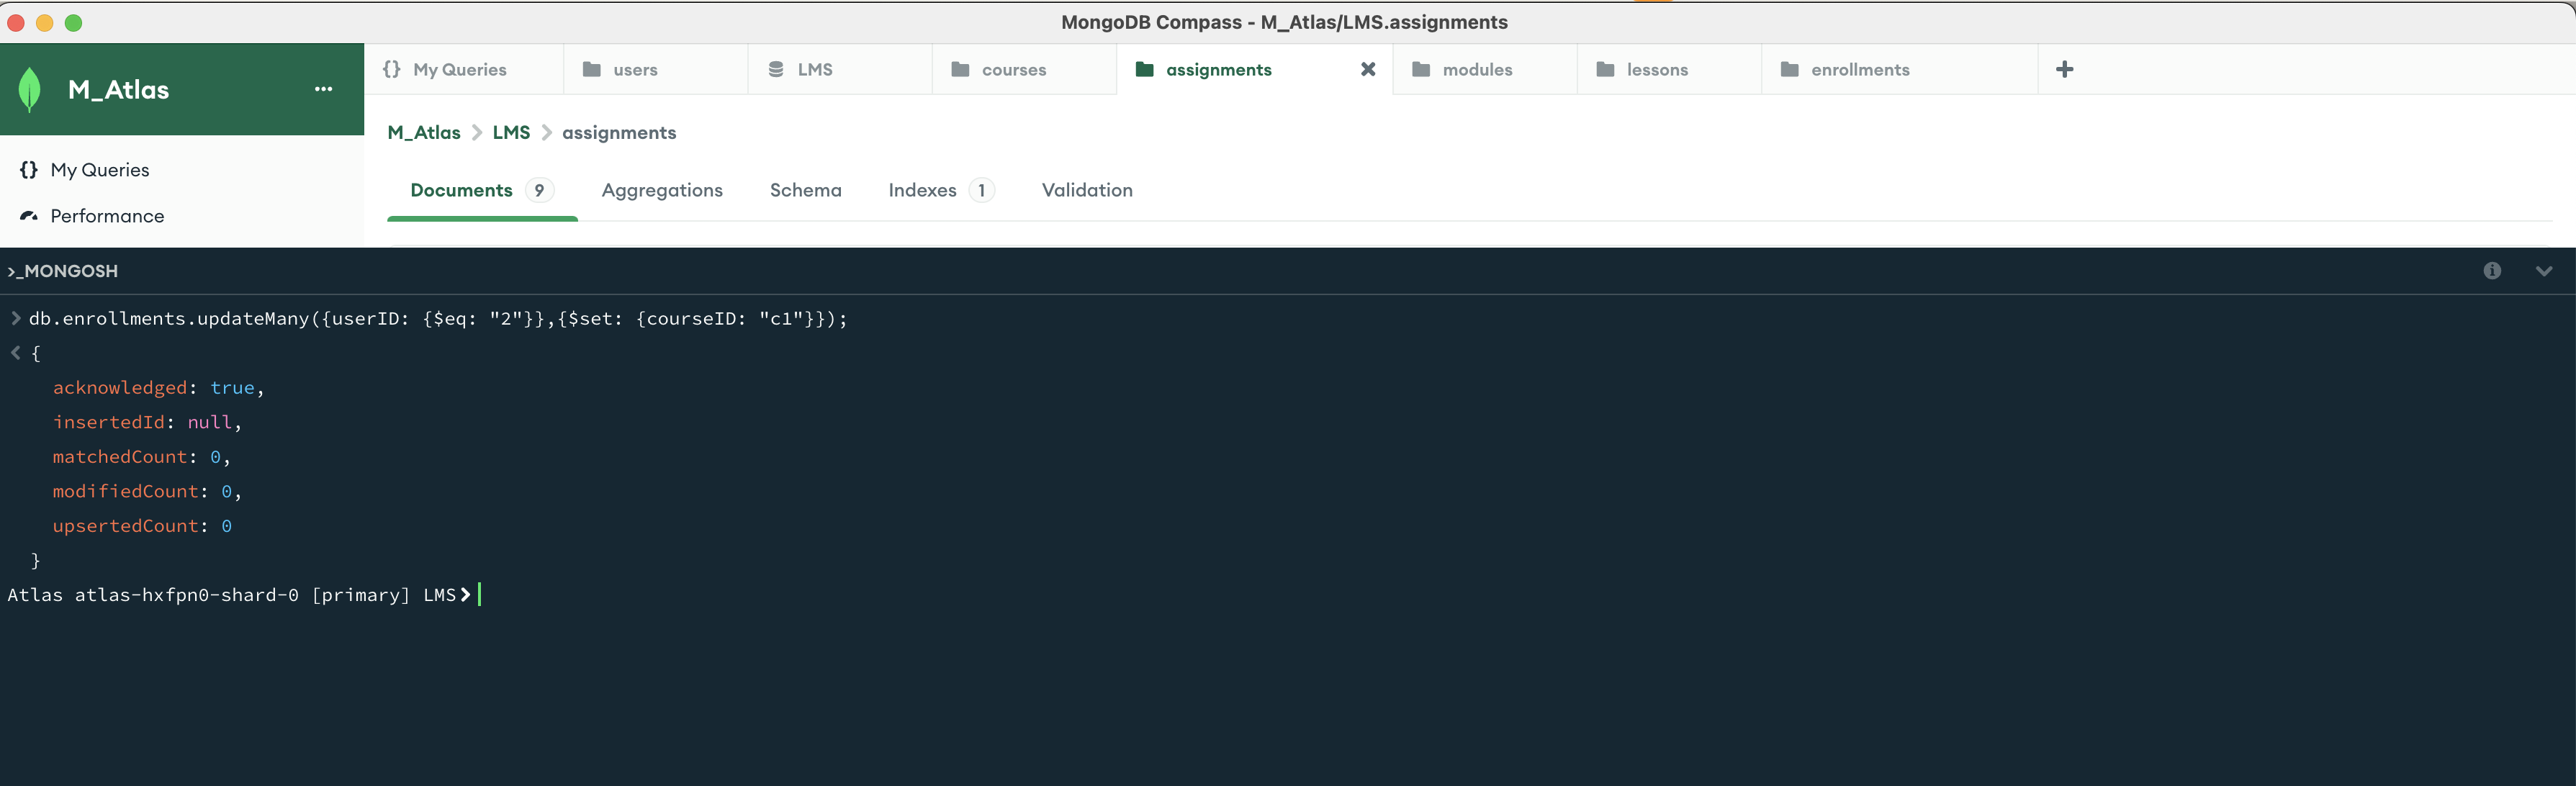 MongoDB Compass - M_Atlas/LMS.assignments
M_Atlas ...
{} My Queries
users
LMS
courses
assignments
modules
lessons
enrollments
M_Atlas > LMS > assignments
{} My Queries
Performance
Documents 9
Aggregations
Schema
Indexes 1
Validation
>_MONGOSH
> db.enrollments.updateMany({userID: {$eq: "2"}},{$set: {courseID: "c1"}});
< {
acknowledged: true,
insertedId: null,
matchedCount: 0,
modifiedCount: 0,
upsertedCount: 0
}
Atlas atlas-hxfpn0-shard-0 [primary] LMS>